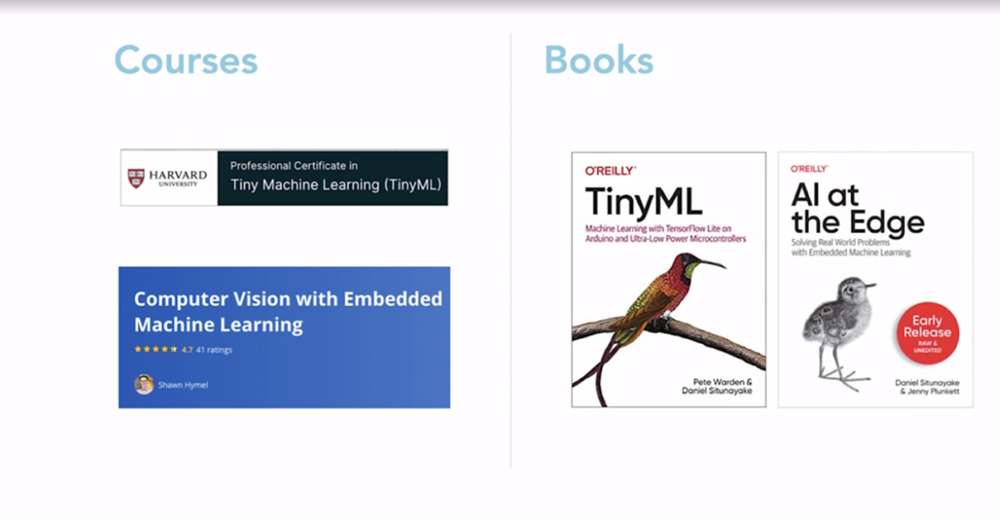 Courses
HARVARD
UNIVERSITY
Professional Certificate in
Tiny Machine Learning (TinyML)
Computer Vision with Embedded
Machine Learning
4.7 41 ratings
Shawn Hymel
Books
O'REILLY®
TinyML
Machine Learning with TensorFlow Lite on
Arduino and Ultra-Low Power Microcontrollers
Pete Warden &
Daniel Situnayake
O'REILLY®
AI at
the Edge
Solving Real World Problems
with Embedded Machine Learning
Early
Release
RAW &
UNEDITED
Daniel Situnayake
& Jenny Plunkett